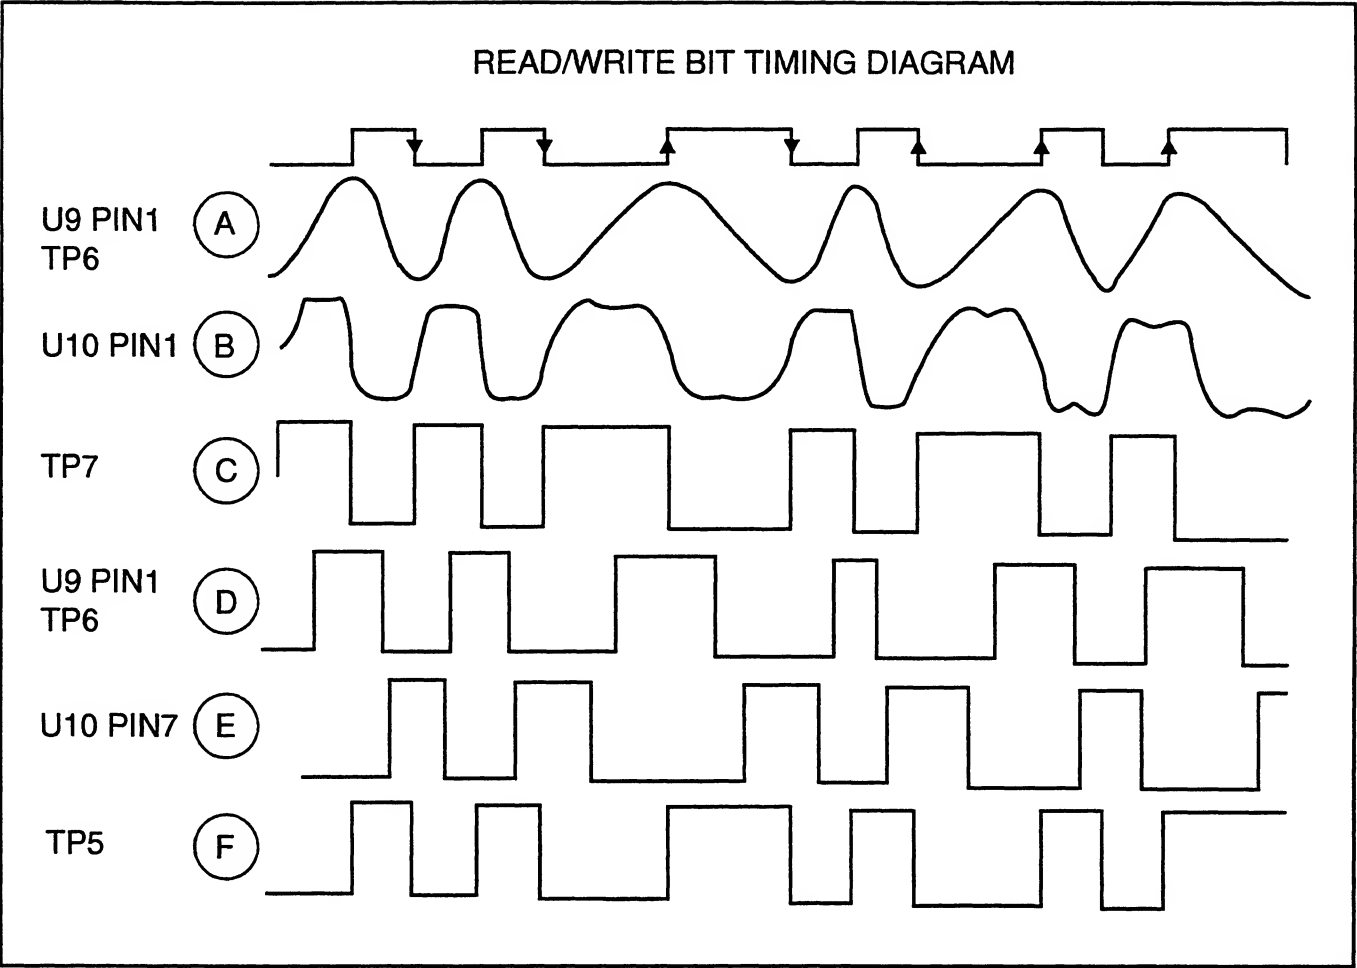 READ/WRITE BIT TIMING DIAGRAM
U9 PIN1
TP6
A
U10 PIN1
B
TP7
C
U9 PIN1
TP6
D
U10 PIN7
E
TP5
F